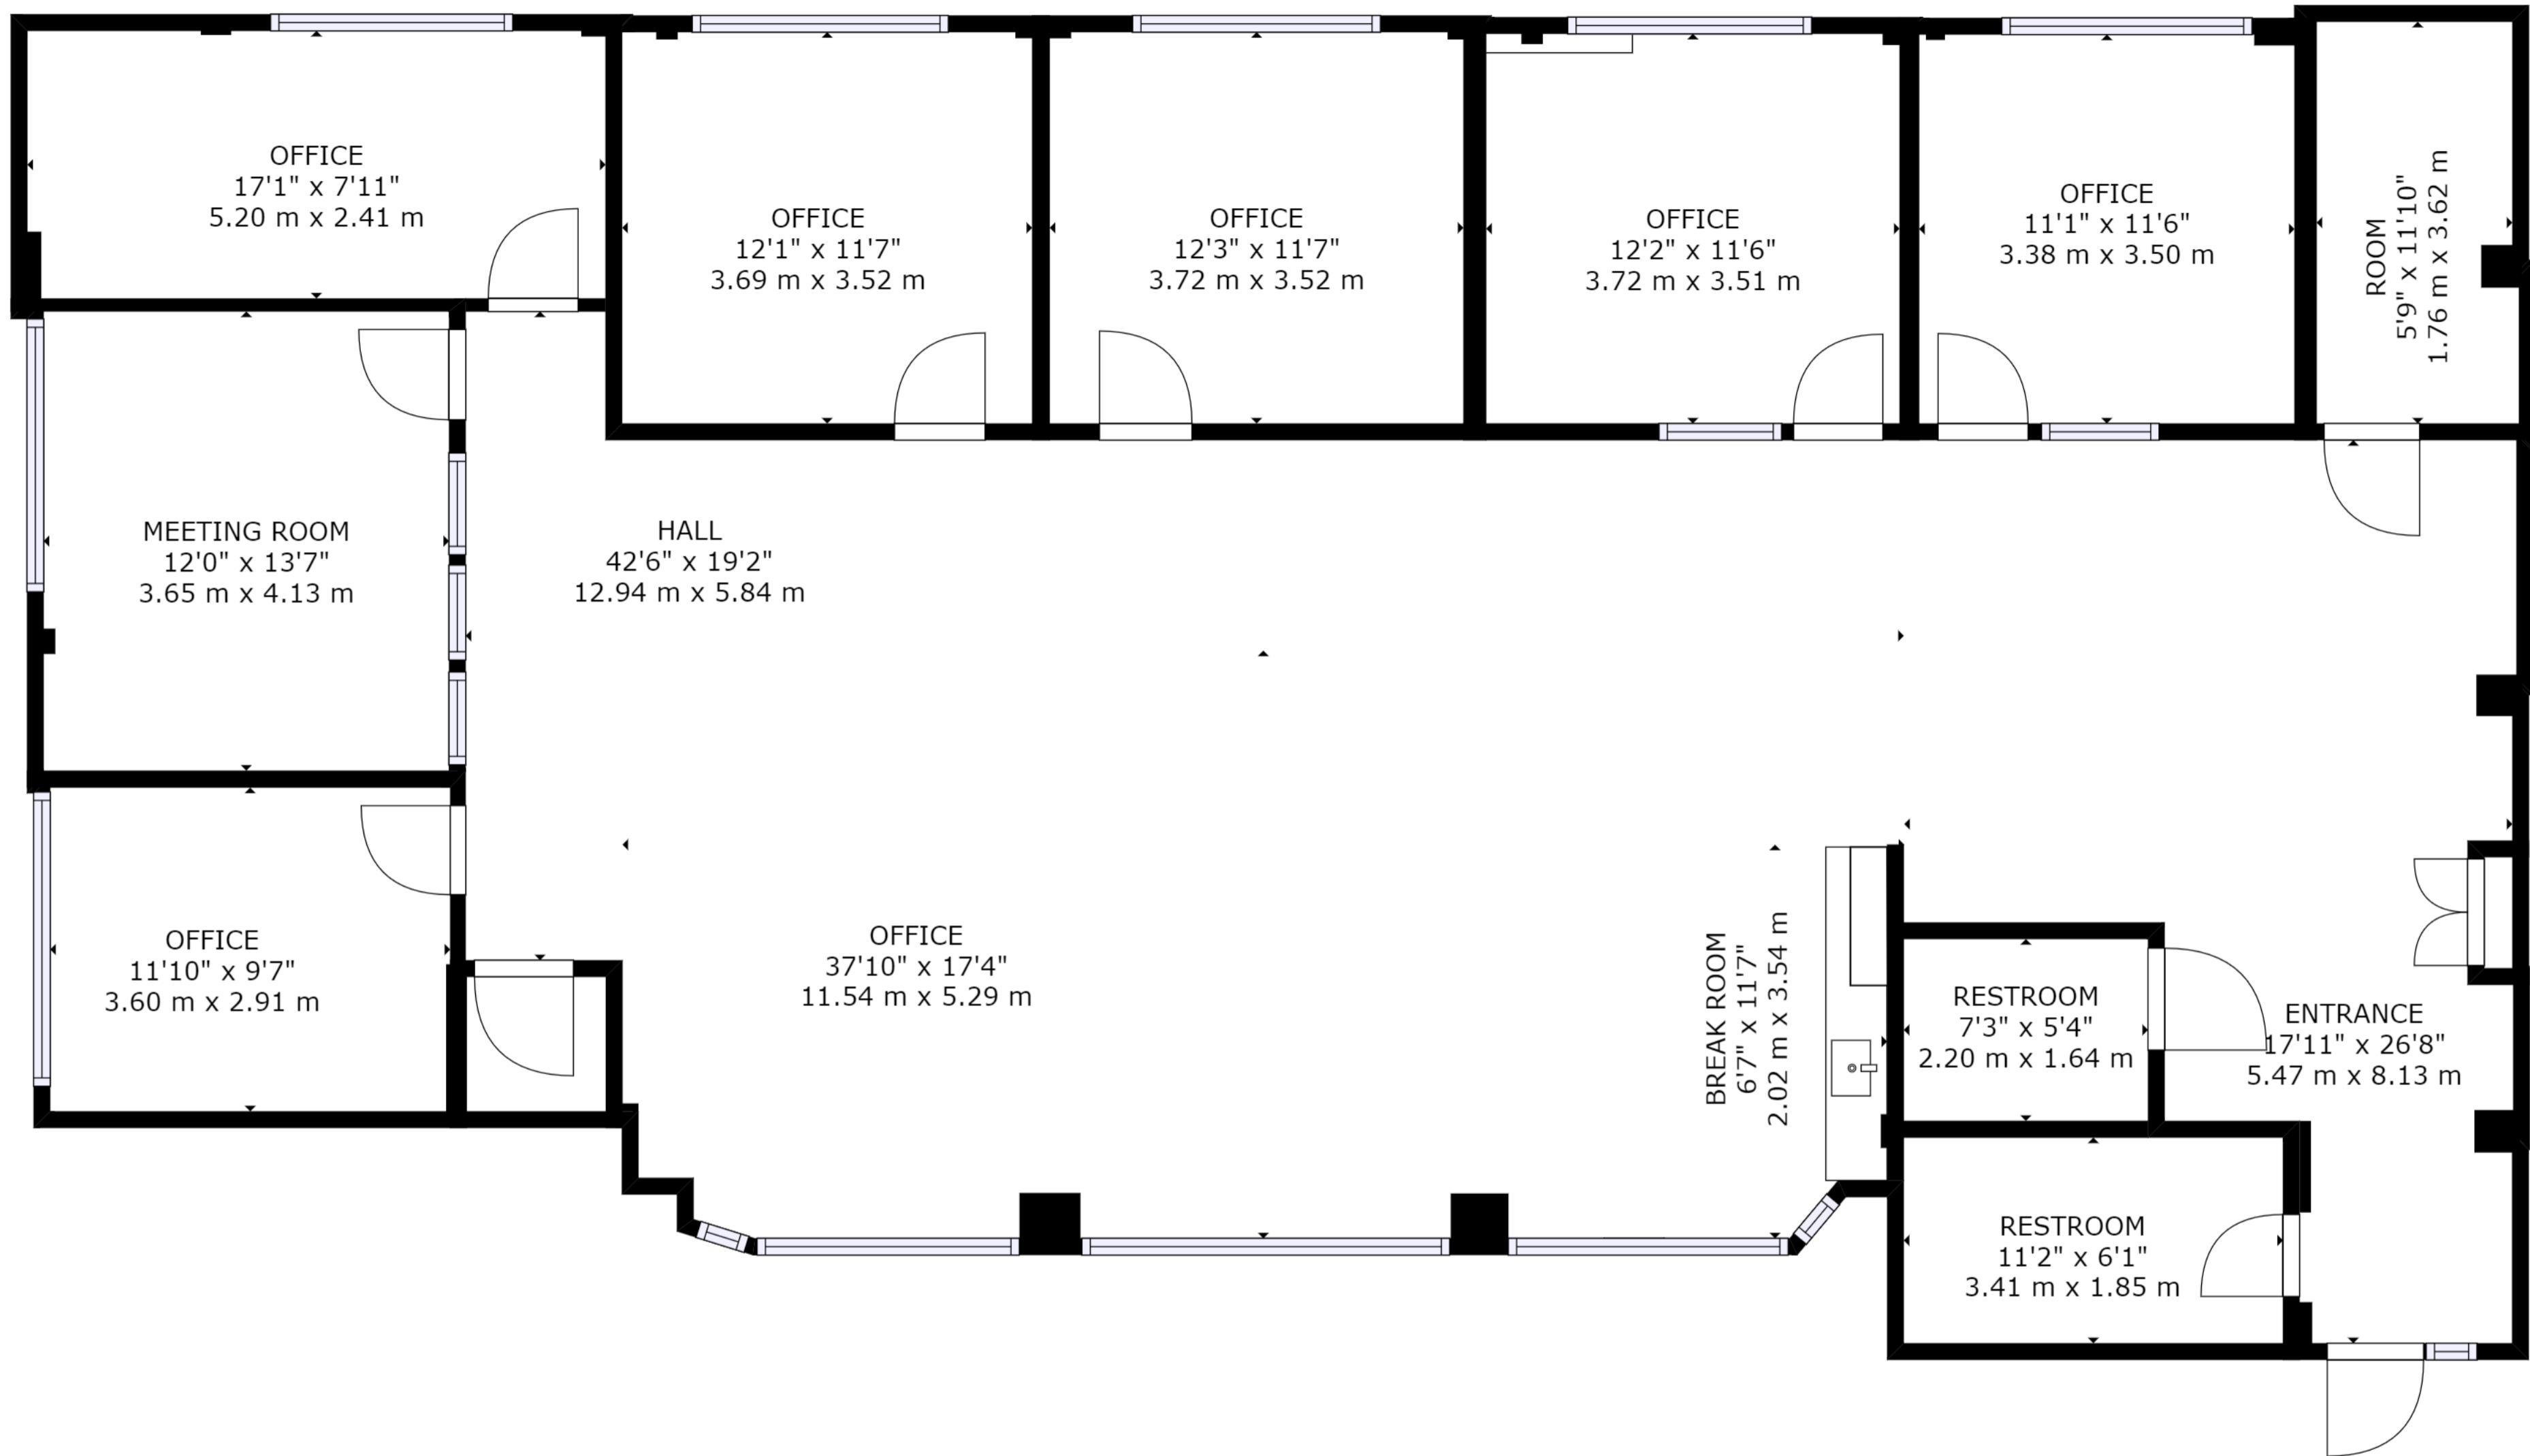 OFFICE
17'1" x 7'11"
5.20 m x 2.41 m
OFFICE
12'1" x 11'7"
3.69 m x 3.52 m
OFFICE
12'3" x 11'7"
3.72 m x 3.52 m
OFFICE
12'2" x 11'6"
3.72 m x 3.51 m
OFFICE
11'1" x 11'6"
3.38 m x 3.50 m
ROOM
5'9" x 11'10"
1.76 m x 3.62 m
MEETING ROOM
12'0" x 13'7"
3.65 m x 4.13 m
HALL
42'6" x 19'2"
12.94 m x 5.84 m
OFFICE
11'10" x 9'7"
3.60 m x 2.91 m
OFFICE
37'10" x 17'4"
11.54 m x 5.29 m
BREAK ROOM
6'7" x 11'7"
2.02 m x 3.54 m
RESTROOM
7'3" x 5'4"
2.20 m x 1.64 m
ENTRANCE
17'11" x 26'8"
5.47 m x 8.13 m
RESTROOM
11'2" x 6'1"
3.41 m x 1.85 m